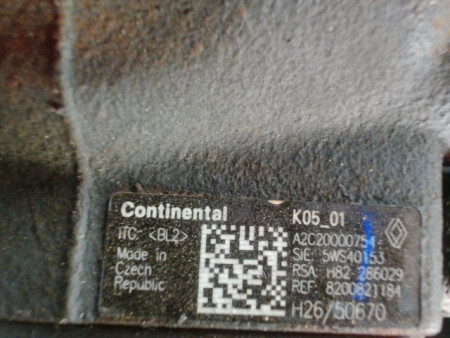 Continental
K05_01
iTC: <BL2>
A2C20000754-
Made in
Czech
Republic
SIE: 5WS40153
RSA: H82 286029
REF: 8200821184
H26/50670